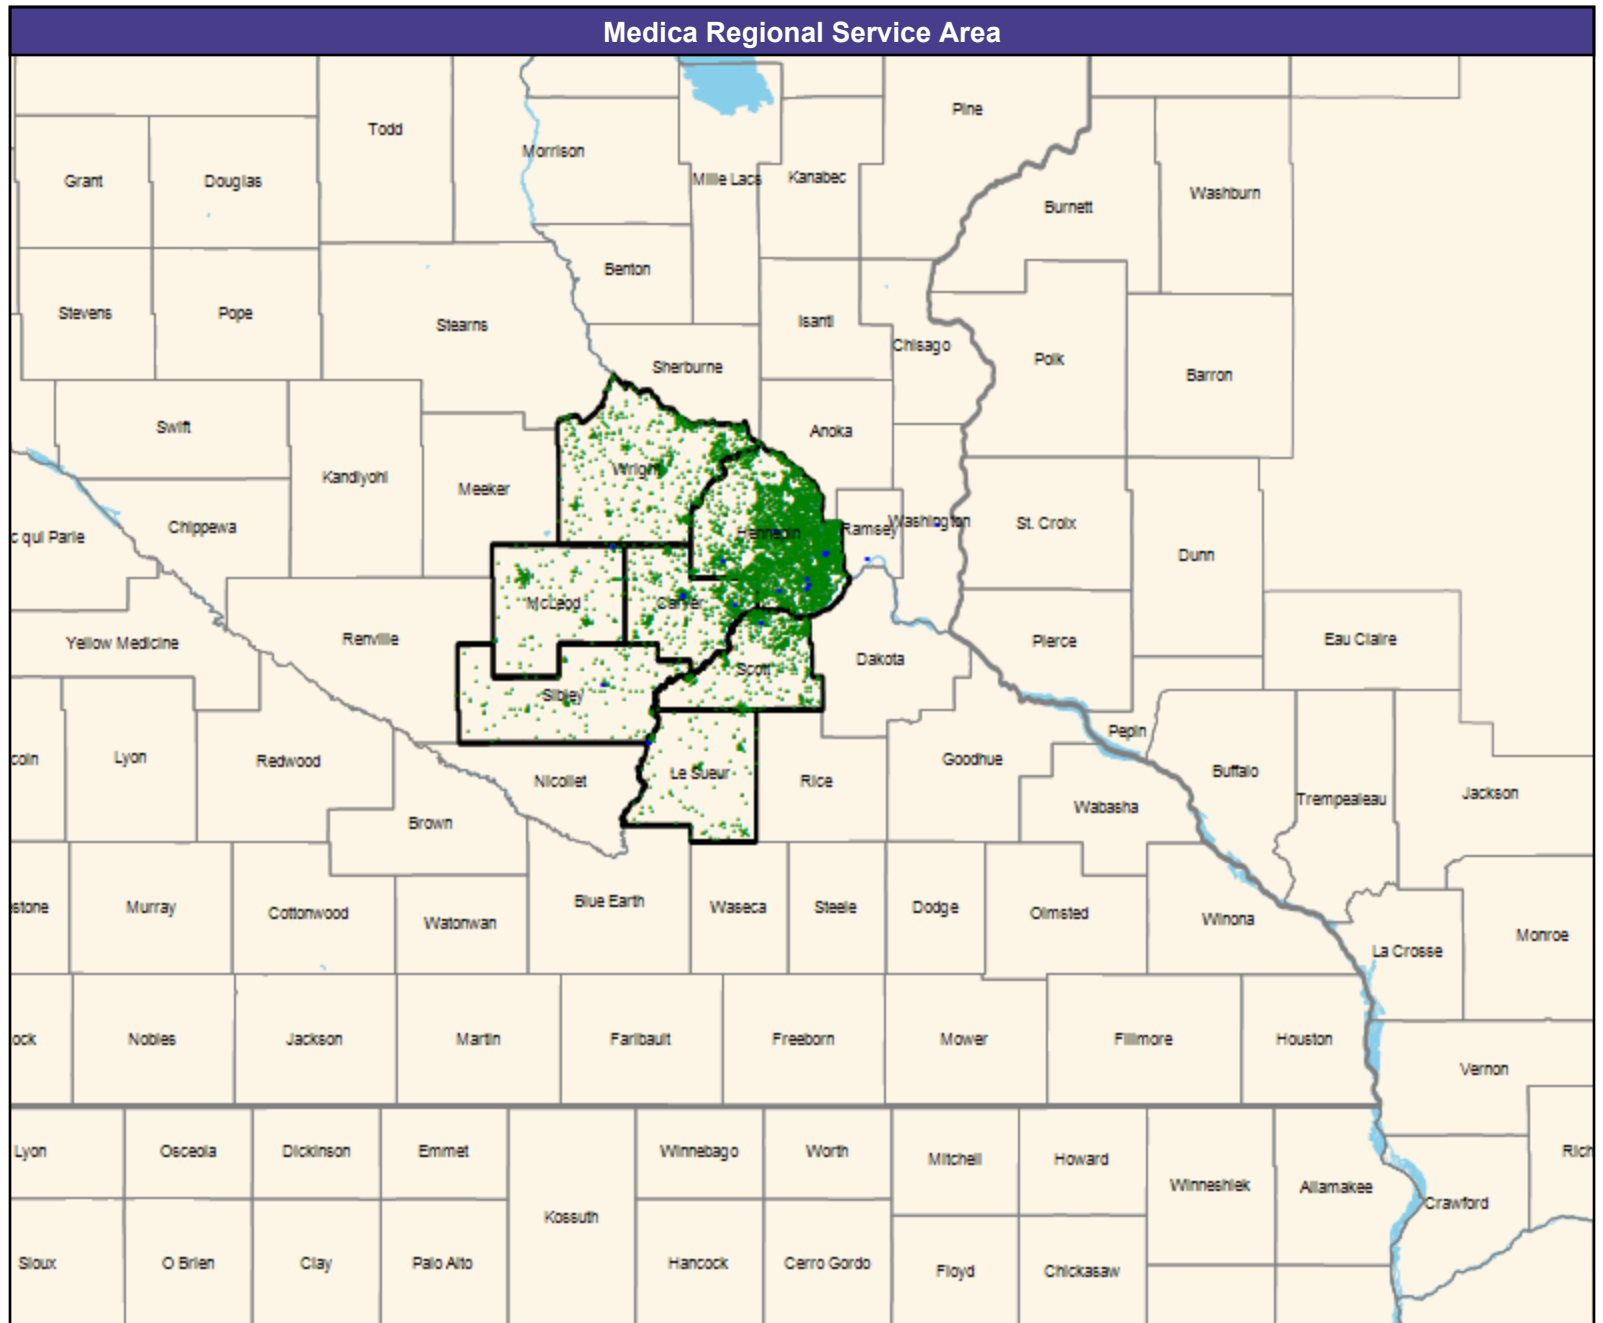 Medica Regional Service Area
Pine
Todd
Morrison
Mille Lacs
Kanabec
Grant
Douglas
Washburn
Burnett
Benton
Stevens
Pope
Stearns
Isanti
Chisago
Polk
Sherburne
Barron
Swift
Anoka
Wright
Kandiyohi
Meeker
Chippewa
c qui Parle
Hennepin
Ramsey
Washington
St. Croix
Dunn
McLeod
Carver
Yellow Medicine
Renville
Pierce
Eau Claire
Dakota
Scott
Sibley
Pepin
coln
Lyon
Redwood
Nicollet
Le Sueur
Rice
Goodhue
Buffalo
Trempealeau
Jackson
Wabasha
Brown
Blue Earth
stone
Murray
Cottonwood
Watonwan
Waseca
Steele
Dodge
Olmsted
Winona
La Crosse
Monroe
ock
Nobles
Jackson
Martin
Faribault
Freeborn
Mower
Fillmore
Houston
Vernon
Lyon
Osceola
Dickinson
Emmet
Winnebago
Worth
Mitchell
Howard
Rich
Winneshiek
Allamakee
Crawford
Kossuth
Sioux
O Brien
Clay
Palo Alto
Hancock
Cerro Gordo
Floyd
Chickasaw